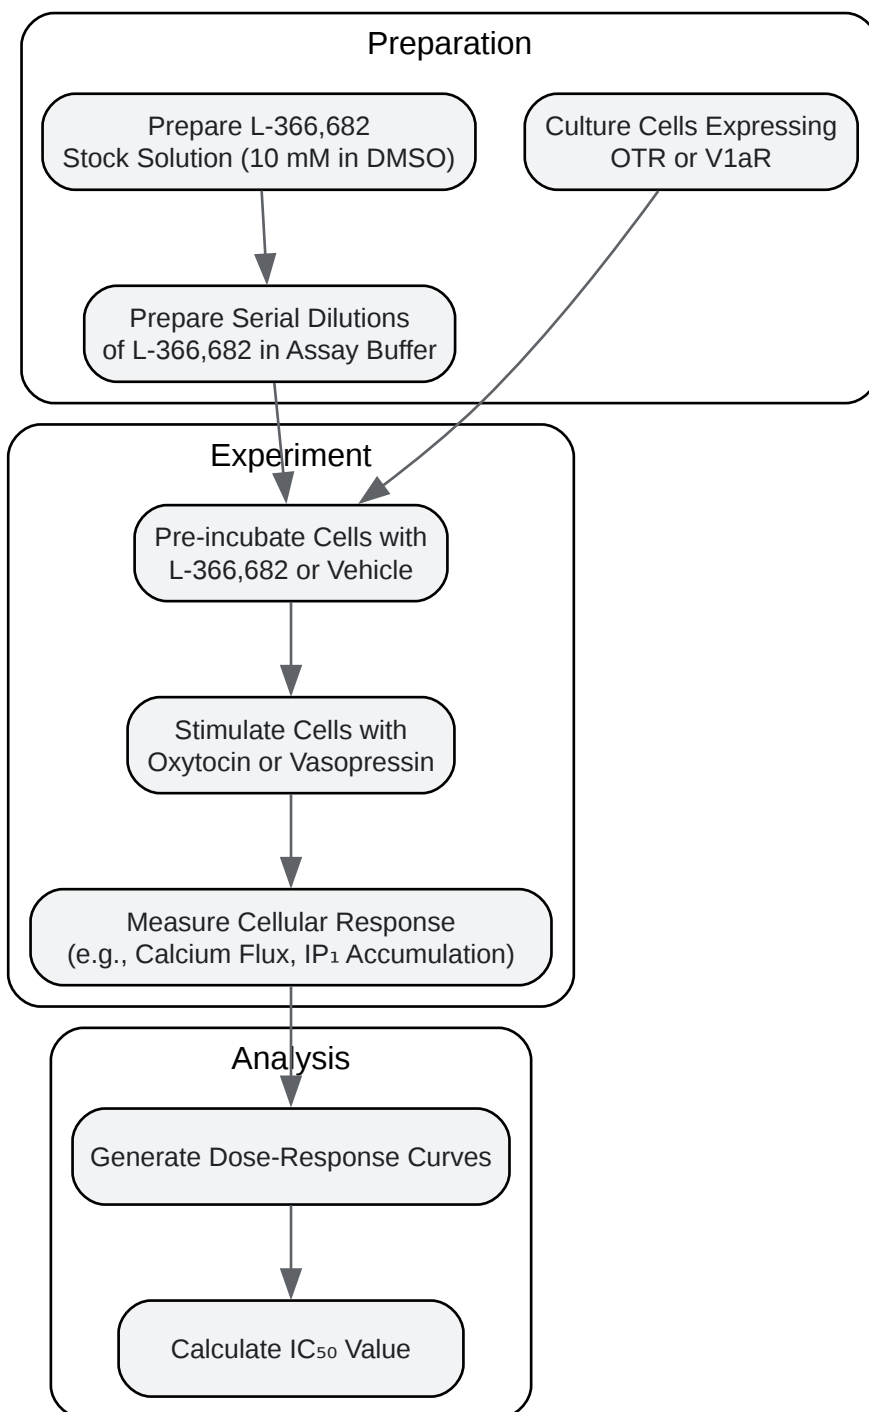 Preparation
Prepare L-366,682
Stock Solution (10 mM in DMSO)
Culture Cells Expressing
OTR or V1aR
Prepare Serial Dilutions
of L-366,682 in Assay Buffer
Experiment
Pre-incubate Cells with
L-366,682 or Vehicle
Stimulate Cells with
Oxytocin or Vasopressin
Measure Cellular Response
(e.g., Calcium Flux, IP₁ Accumulation)
Analysis
Generate Dose-Response Curves
Calculate IC₅₀ Value